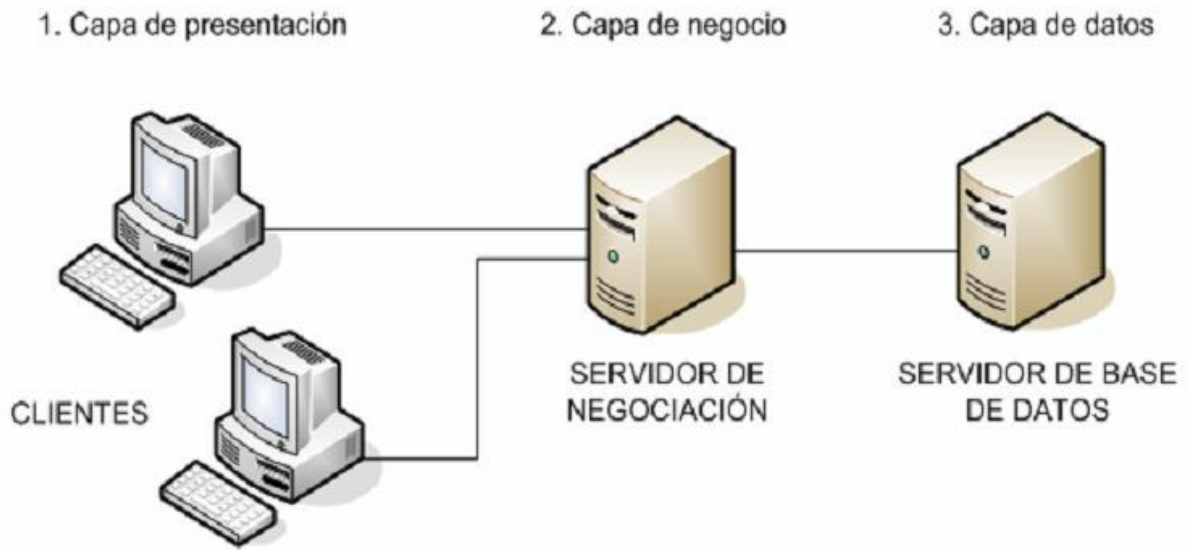 1. Capa de presentación
2. Capa de negocio
3. Capa de datos
CLIENTES
SERVIDOR DE
NEGOCIACIÓN
SERVIDOR DE BASE
DE DATOS